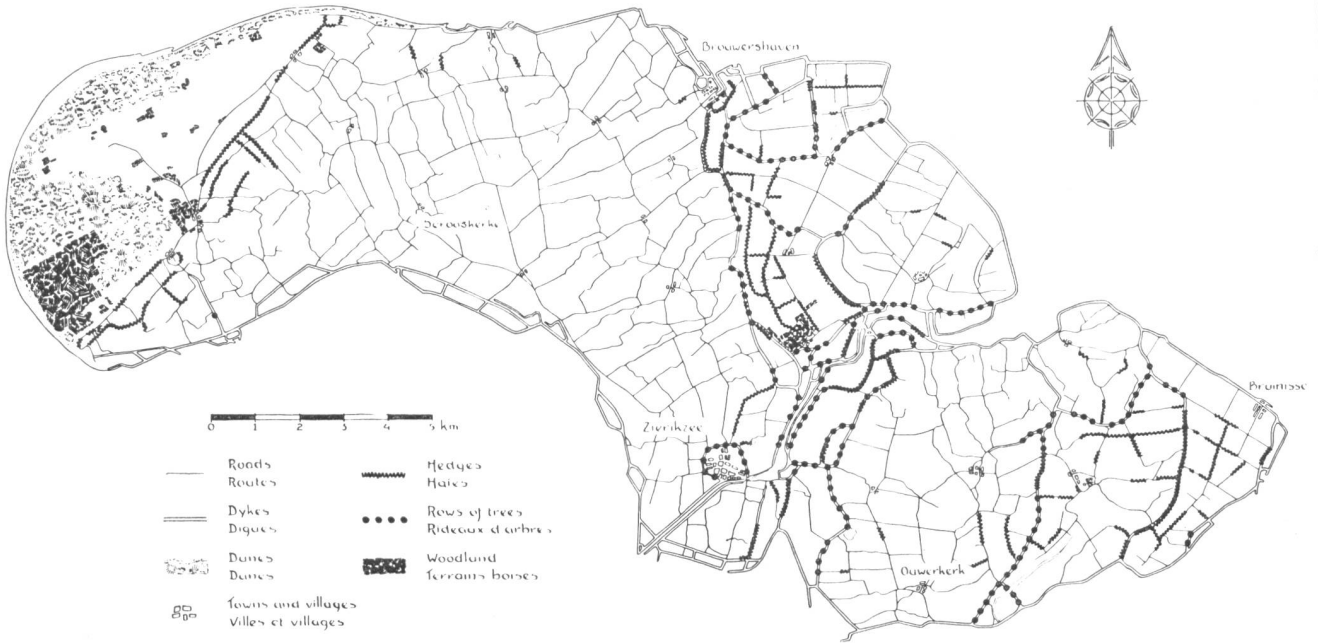 Brouwershaven
Serooskerke
Bruinisse
Zierikzee
Ouwerkerk
0 1 2 3 4 5 km
Roads
Routes
Dykes
Digues
Dunes
Dunes
Towns and villages
Villes et villages
Hedges
Haies
Rows of trees
Rideaux d'arbres
Woodland
Terrains boisés